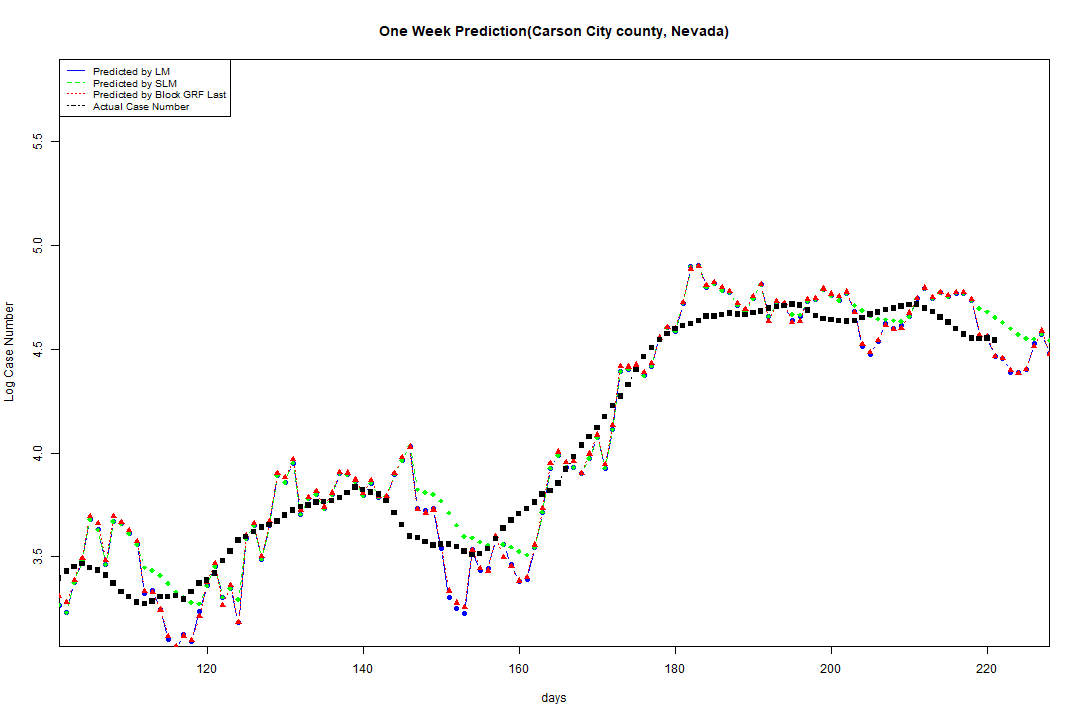 One Week Prediction(Carson City county, Nevada)
Predicted by LM
Predicted by SLM
Predicted by Block GRF Last
Actual Case Number
5.5
5.0
4.5
4.0
3.5
Log Case Number
120 140 160 180 200 220
days